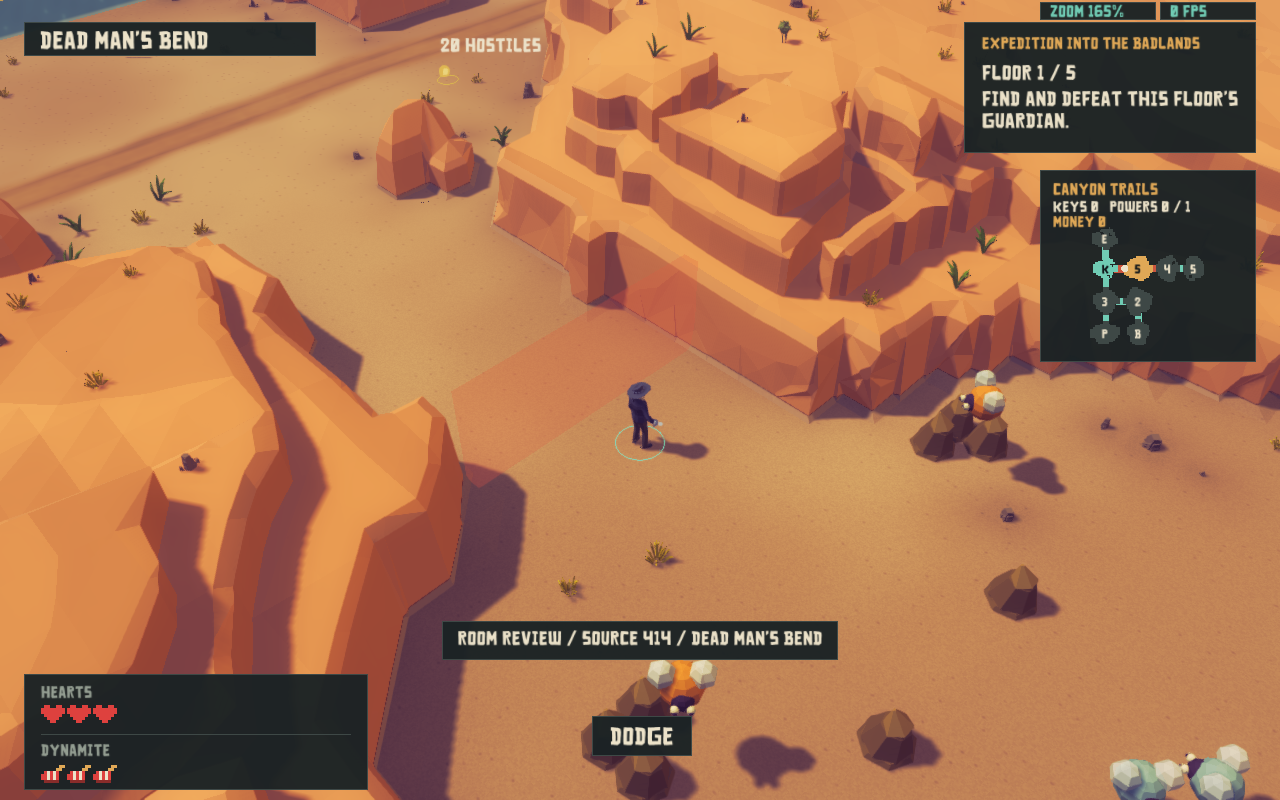 ZOOM 165% 0 FPS
DEAD MAN'S BEND
20 HOSTILES
EXPEDITION INTO THE BADLANDS
FLOOR 1 / 5
FIND AND DEFEAT THIS FLOOR'S
GUARDIAN.
CANYON TRAILS
KEYS 0 POWERS 0 / 1
MONEY 0
E
K 5 4 5
3 2
P B
ROOM REVIEW / SOURCE 414 / DEAD MAN'S BEND
DODGE
HEARTS
DYNAMITE